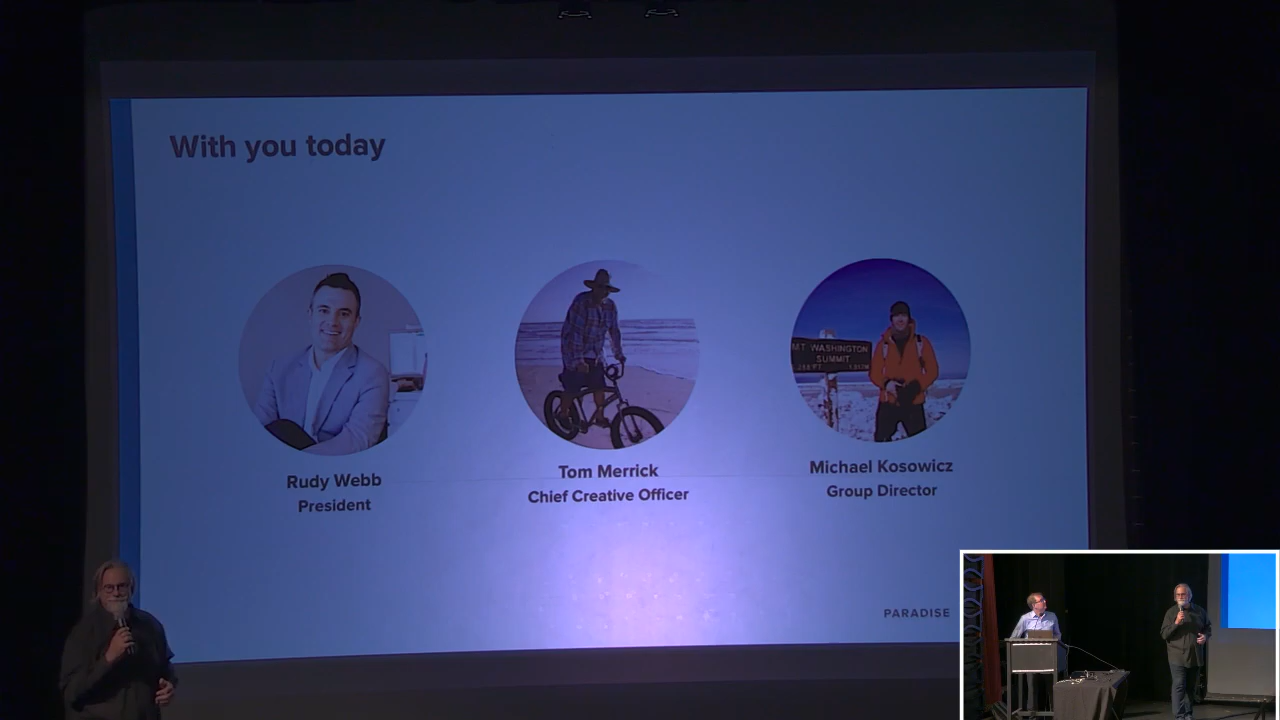 With you today
MT. WASHINGTON
SUMMIT
Rudy Webb
President
Tom Merrick
Chief Creative Officer
Michael Kosowicz
Group Director
PARADISE